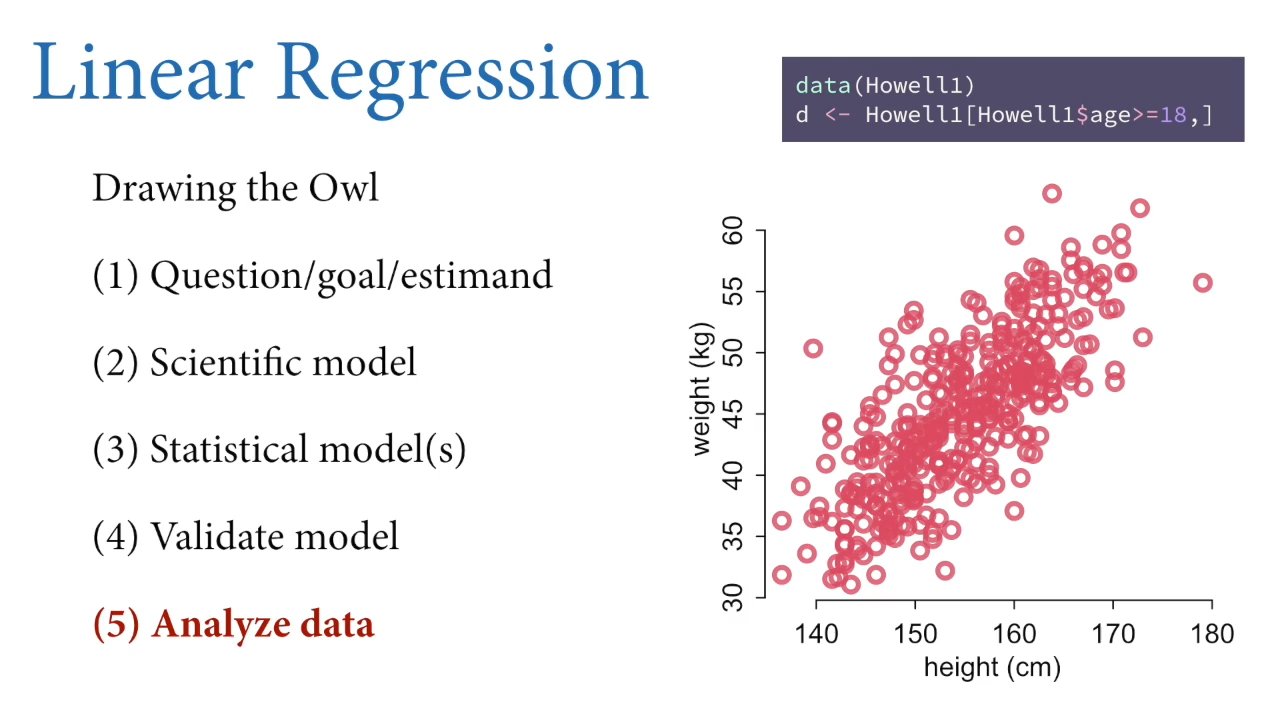 Linear Regression
data(Howell1)
d <- Howell1[Howell1$age>=18,]
Drawing the Owl
(1) Question/goal/estimand
(2) Scientific model
(3) Statistical model(s)
(4) Validate model
(5) Analyze data
weight (kg)
60
55
50
45
40
35
30
140 150 160 170 180
height (cm)